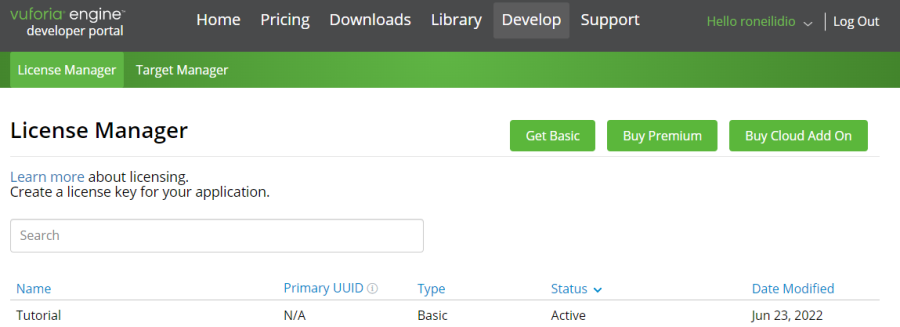 vuforia™ engine™
developer portal
Home Pricing Downloads Library Develop Support
Hello roneilidio Log Out
License Manager Target Manager
License Manager
Get Basic Buy Premium Buy Cloud Add On
Learn more about licensing.
Create a license key for your application.
Search
Name Primary UUID Type Status Date Modified
Tutorial N/A Basic Active Jun 23, 2022